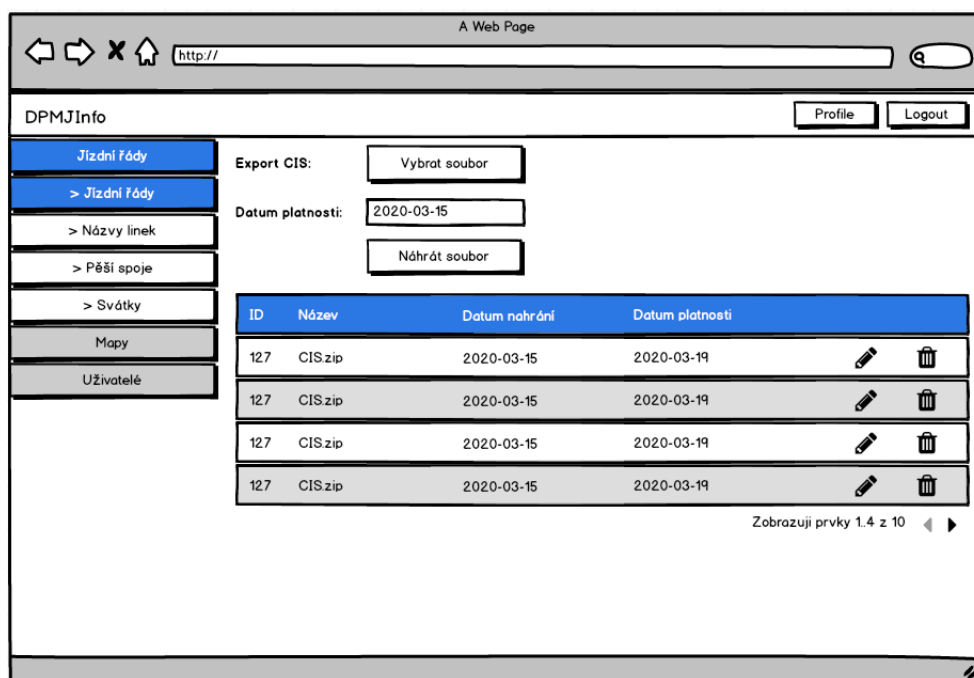 A Web Page
http://
DPMJInfo
Profile
Logout
Jízdní řády
> Jízdní řády
> Názvy linek
> Pěší spoje
> Svátky
Mapy
Uživatelé
Export CIS:
Vybrat soubor
Datum platnosti:
2020-03-15
Náhrát soubor
ID Název Datum nahrání Datum platnosti
127 CIS.zip 2020-03-15 2020-03-19
127 CIS.zip 2020-03-15 2020-03-19
127 CIS.zip 2020-03-15 2020-03-19
127 CIS.zip 2020-03-15 2020-03-19
Zobrazuji prvky 1..4 z 10